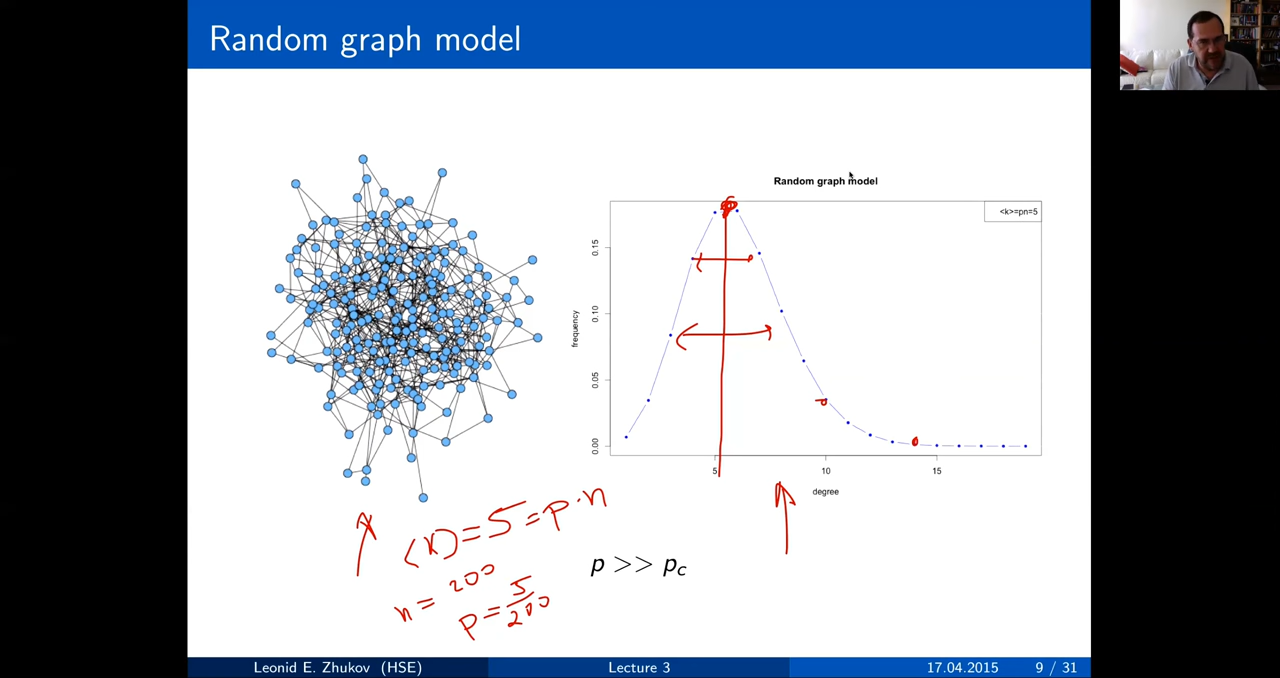 Random graph model
Random graph model
<k>=pn=5
frequency
0.00
0.05
0.10
0.15
5
10
15
degree
⟨k⟩=5=p·n
n=200
p=5/200
p >> pc
Leonid E. Zhukov (HSE)
Lecture 3
17.04.2015
9 / 31